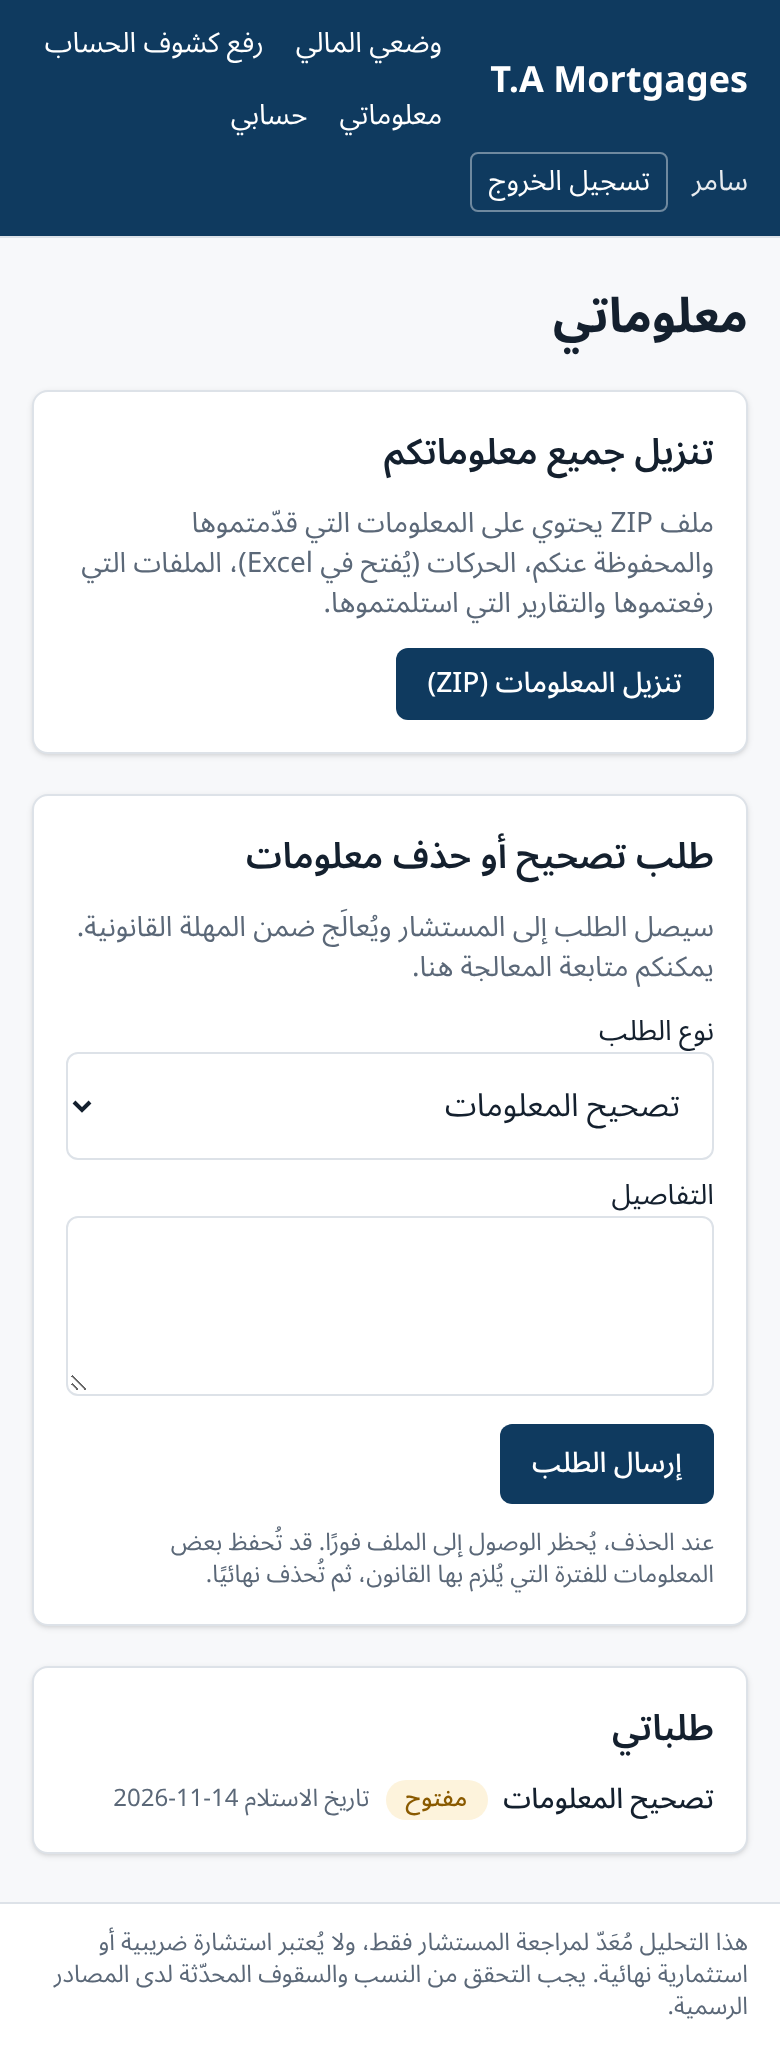 T.A Mortgages
وضعي المالي
رفع كشوف الحساب
معلوماتي
حسابي
سامر
تسجيل الخروج
معلوماتي
تنزيل جميع معلوماتكم
ملف ZIP يحتوي على المعلومات التي قدّمتموها
والمحفوظة عنكم، الحركات (يُفتح في Excel)، الملفات التي
رفعتموها والتقارير التي استلمتموها.
تنزيل المعلومات (ZIP)
طلب تصحيح أو حذف معلومات
سيصل الطلب إلى المستشار ويُعالَج ضمن المهلة القانونية.
يمكنكم متابعة المعالجة هنا.
نوع الطلب
تصحيح المعلومات
التفاصيل
إرسال الطلب
عند الحذف، يُحظر الوصول إلى الملف فورًا. قد تُحفظ بعض
المعلومات للفترة التي يُلزم بها القانون، ثم تُحذف نهائيًا.
طلباتي
تصحيح المعلومات
مفتوح
تاريخ الاستلام 14-11-2026
هذا التحليل مُعَدّ لمراجعة المستشار فقط، ولا يُعتبر استشارة ضريبية أو
استثمارية نهائية. يجب التحقق من النسب والسقوف المحدّثة لدى المصادر
الرسمية.